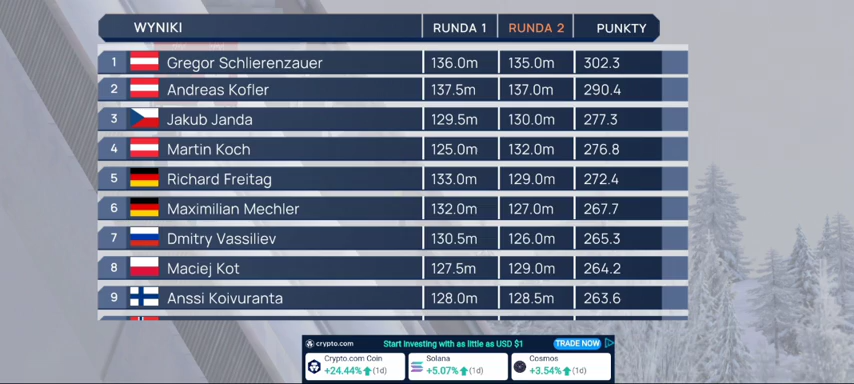 WYNIKI RUNDA 1 RUNDA 2 PUNKTY
1 Gregor Schlierenzauer 136.0m 135.0m 302.3
2 Andreas Kofler 137.5m 137.0m 290.4
3 Jakub Janda 129.5m 130.0m 277.3
4 Martin Koch 125.0m 132.0m 276.8
5 Richard Freitag 133.0m 129.0m 272.4
6 Maximilian Mechler 132.0m 127.0m 267.7
7 Dmitry Vassiliev 130.5m 126.0m 265.3
8 Maciej Kot 127.5m 129.0m 264.2
9 Anssi Koivuranta 128.0m 128.5m 263.6
crypto.com Start investing with as little as USD $1 TRADE NOW
Crypto.com Coin Solana Cosmos
+24.44% (1d) +5.07% (1d) +3.54% (1d)